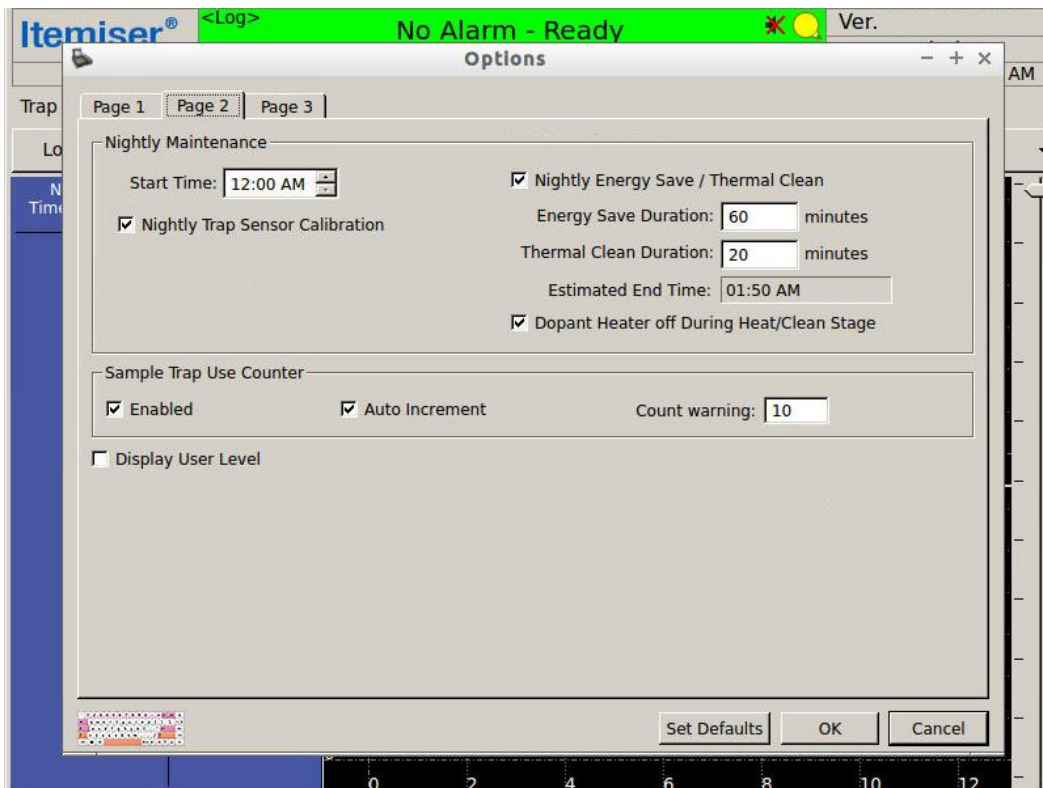 Itemiser®
<Log>
No Alarm - Ready
Ver.
AM
Options
Trap
Page 1
Page 2
Page 3
Lo
Nightly Maintenance
Start Time: 12:00 AM
Nightly Energy Save / Thermal Clean
N
Time
Nightly Trap Sensor Calibration
Energy Save Duration: 60 minutes
Thermal Clean Duration: 20 minutes
Estimated End Time: 01:50 AM
Dopant Heater off During Heat/Clean Stage
Sample Trap Use Counter
Enabled
Auto Increment
Count warning: 10
Display User Level
Set Defaults
OK
Cancel
0 2 4 6 8 10 12